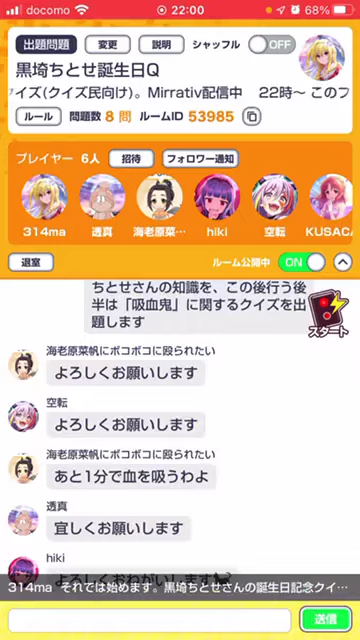 docomo 22:00 68%
出題問題 変更 説明 シャッフル OFF
黒埼ちとせ誕生日Q
イズ(クイズ民向け)。Mirrativ配信中 22時～ このフ
ルール 問題数 8 問 ルームID 53985
プレイヤー 6人 招待 フォロワー通知
314ma 透真 海老原菜… hiki 空転 KUSACA
退室 ルーム公開中 ON
ちとせさんの知識を、この後行う後
半は「吸血鬼」に関するクイズを出
題します
スタート
海老原菜帆にボコボコに殴られたい
よろしくお願いします
空転
よろしくお願いします
海老原菜帆にボコボコに殴られたい
あと1分で血を吸うわよ
透真
宜しくお願いします
hiki
よろしくおねがいします
314ma それでは始めます。黒埼ちとせさんの誕生日記念クイ…
送信